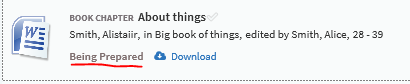 BOOK CHAPTER About things
Smith, Alistaiir, in Big book of things, edited by Smith, Alice, 28 - 39
Being Prepared Download